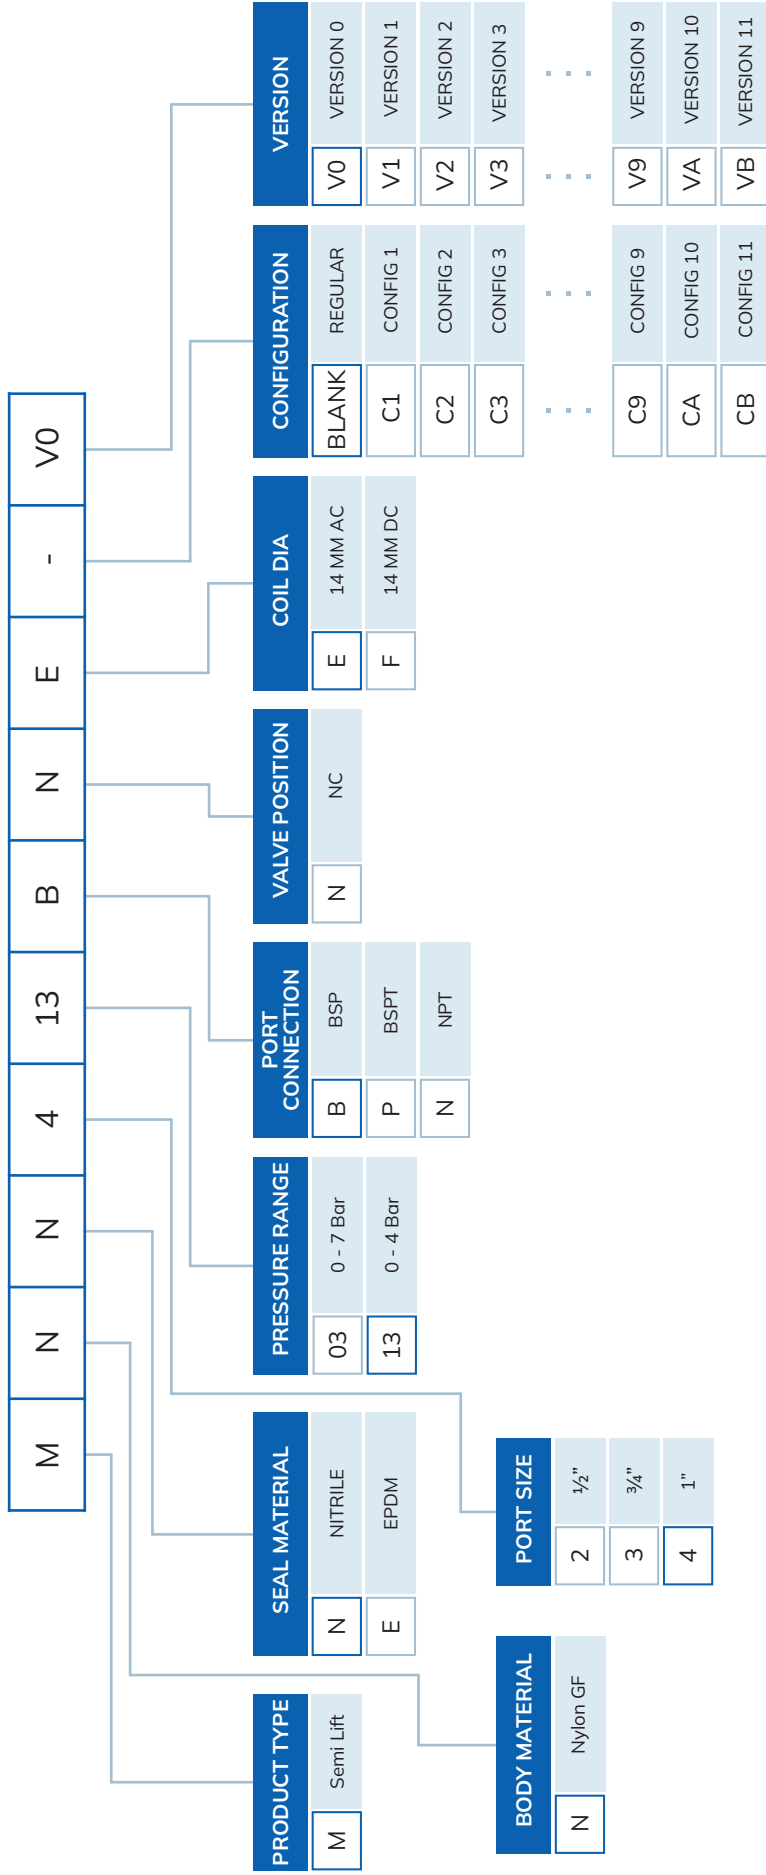 M N N 4 13 B N E - V0
PRODUCT TYPE
M Semi Lift
BODY MATERIAL
N Nylon GF
SEAL MATERIAL
N NITRILE
E EPDM
PORT SIZE
2 ½”
3 ¾”
4 1”
PRESSURE RANGE
03 0 - 7 Bar
13 0 - 4 Bar
PORT
CONNECTION
B BSP
P BSPT
N NPT
VALVE POSITION
N NC
COIL DIA
E 14 MM AC
F 14 MM DC
CONFIGURATION
BLANK REGULAR
C1 CONFIG 1
C2 CONFIG 2
C3 CONFIG 3
C9 CONFIG 9
CA CONFIG 10
CB CONFIG 11
VERSION
V0 VERSION 0
V1 VERSION 1
V2 VERSION 2
V3 VERSION 3
V9 VERSION 9
VA VERSION 10
VB VERSION 11